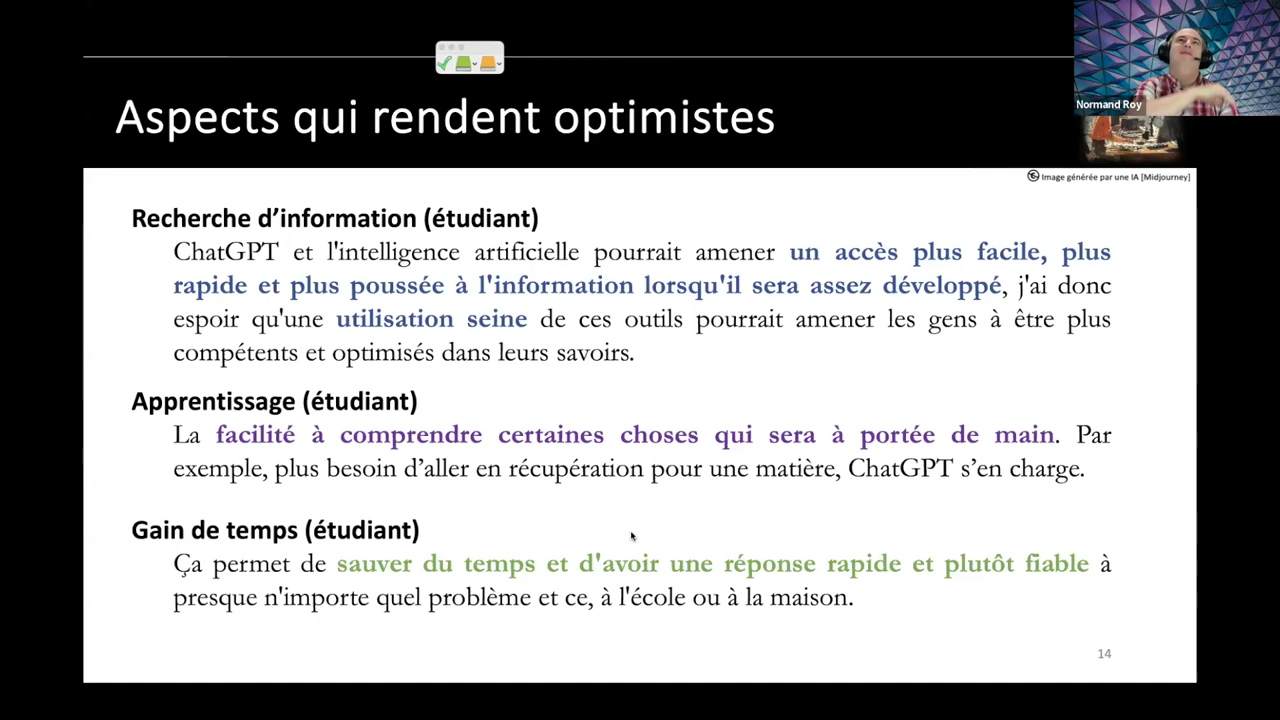 Aspects qui rendent optimistes
Normand Roy
Image générée par une IA [Midjourney]
Recherche d'information (étudiant)
ChatGPT et l'intelligence artificielle pourrait amener un accès plus facile, plus
rapide et plus poussée à l'information lorsqu'il sera assez développé, j'ai donc
espoir qu'une utilisation seine de ces outils pourrait amener les gens à être plus
compétents et optimisés dans leurs savoirs.
Apprentissage (étudiant)
La facilité à comprendre certaines choses qui sera à portée de main. Par
exemple, plus besoin d’aller en récupération pour une matière, ChatGPT s’en charge.
Gain de temps (étudiant)
Ça permet de sauver du temps et d'avoir une réponse rapide et plutôt fiable à
presque n'importe quel problème et ce, à l'école ou à la maison.
14